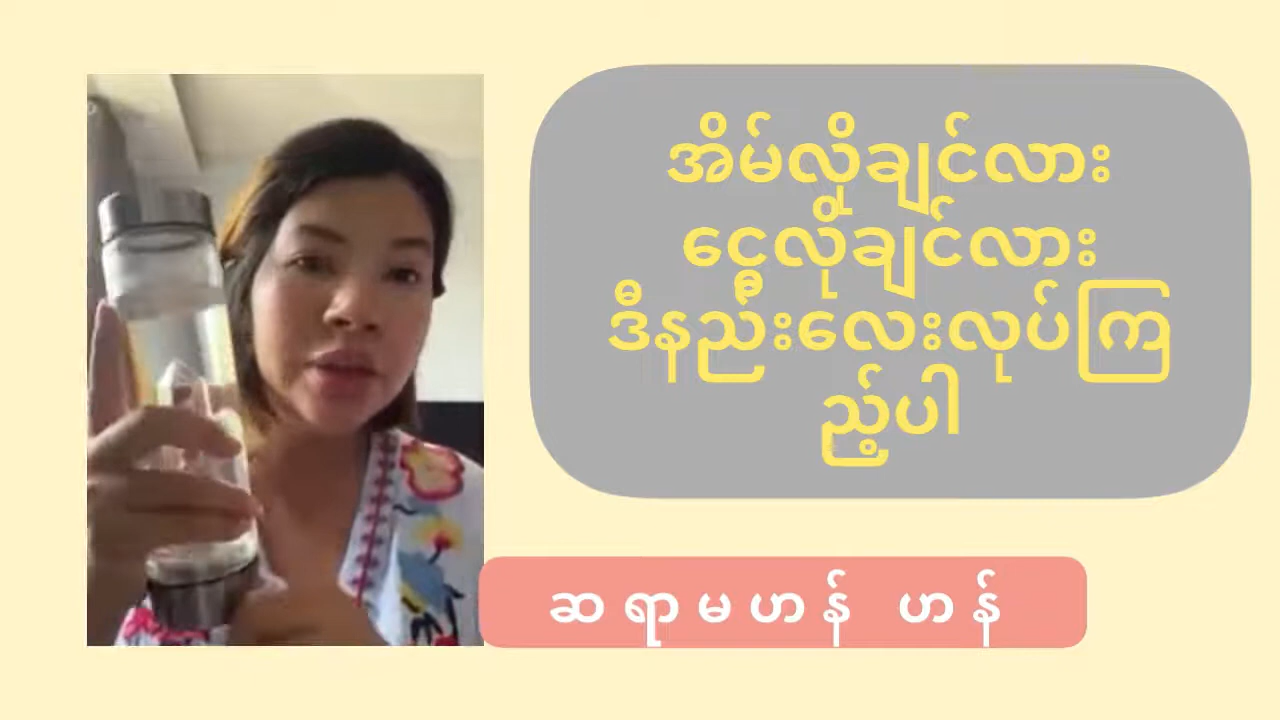 အိမ်လိုချင်လား
ငွေလိုချင်လား
ဒီနည်းလေးလုပ်ကြ
ည့်ပါ
ဆရာမဟန် ဟန်